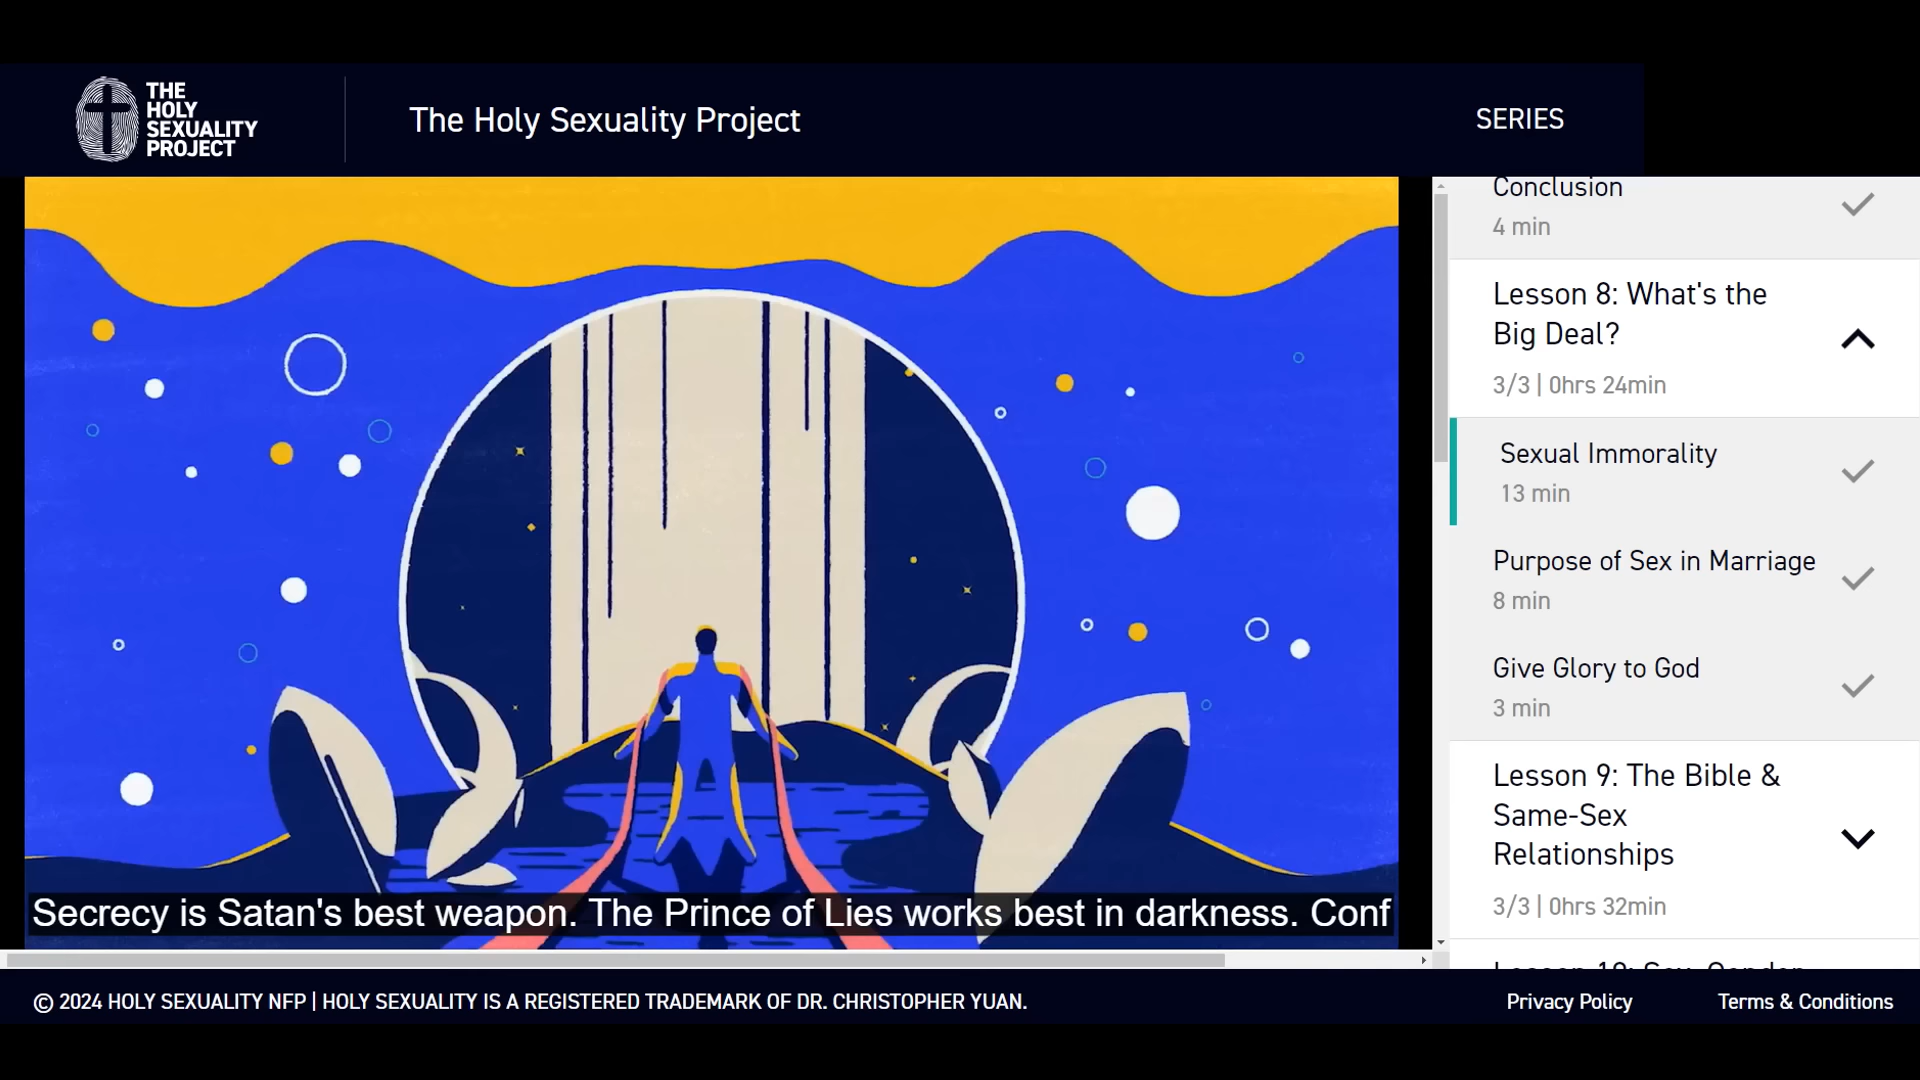 THE
HOLY
SEXUALITY
PROJECT
The Holy Sexuality Project
SERIES
Conclusion
4 min
Lesson 8: What's the
Big Deal?
3/3 | 0hrs 24min
Sexual Immorality
13 min
Purpose of Sex in Marriage
8 min
Give Glory to God
3 min
Lesson 9: The Bible &
Same-Sex
Relationships
3/3 | 0hrs 32min
Secrecy is Satan's best weapon. The Prince of Lies works best in darkness. Conf
© 2024 HOLY SEXUALITY NFP | HOLY SEXUALITY IS A REGISTERED TRADEMARK OF DR. CHRISTOPHER YUAN.
Privacy Policy
Terms & Conditions